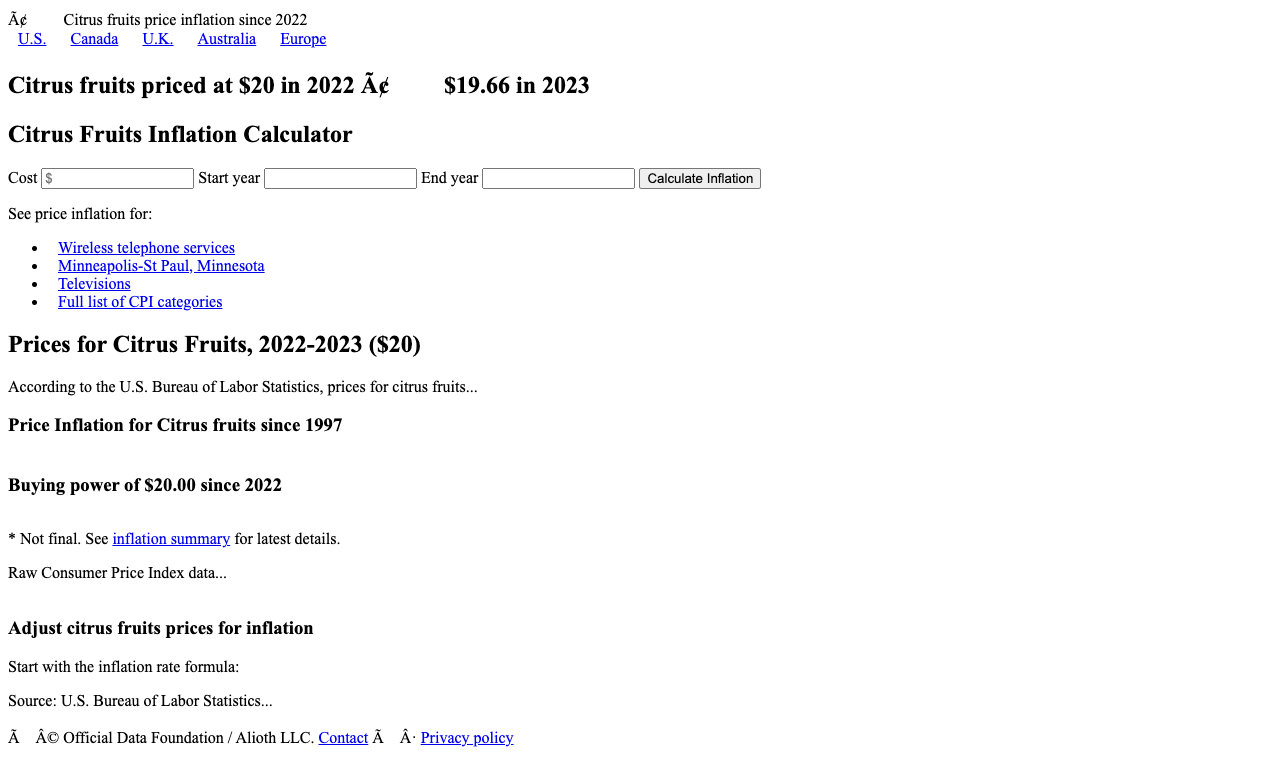 Ã¢ Citrus fruits price inflation since 2022
U.S. Canada U.K. Australia Europe
Citrus fruits priced at $20 in 2022 Ã¢ $19.66 in 2023
Citrus Fruits Inflation Calculator
Cost $ Start year End year Calculate Inflation
See price inflation for:
• Wireless telephone services
• Minneapolis-St Paul, Minnesota
• Televisions
• Full list of CPI categories
Prices for Citrus Fruits, 2022-2023 ($20)
According to the U.S. Bureau of Labor Statistics, prices for citrus fruits...
Price Inflation for Citrus fruits since 1997
Buying power of $20.00 since 2022
* Not final. See inflation summary for latest details.
Raw Consumer Price Index data...
Adjust citrus fruits prices for inflation
Start with the inflation rate formula:
Source: U.S. Bureau of Labor Statistics...
Ã Â© Official Data Foundation / Alioth LLC. Contact Ã Â· Privacy policy